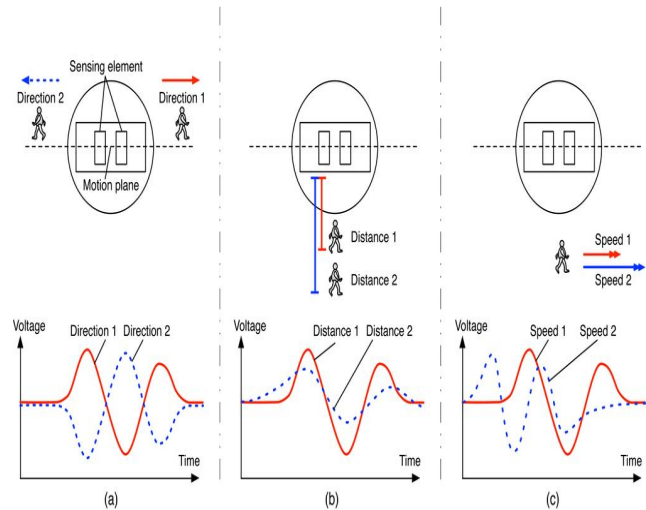 Sensing element
Direction 2
Direction 1
Motion plane
Voltage
Direction 1
Direction 2
Time
(a)
Distance 1
Distance 2
Voltage
Distance 1
Distance 2
Time
(b)
Speed 1
Speed 2
Voltage
Speed 1
Speed 2
Time
(c)